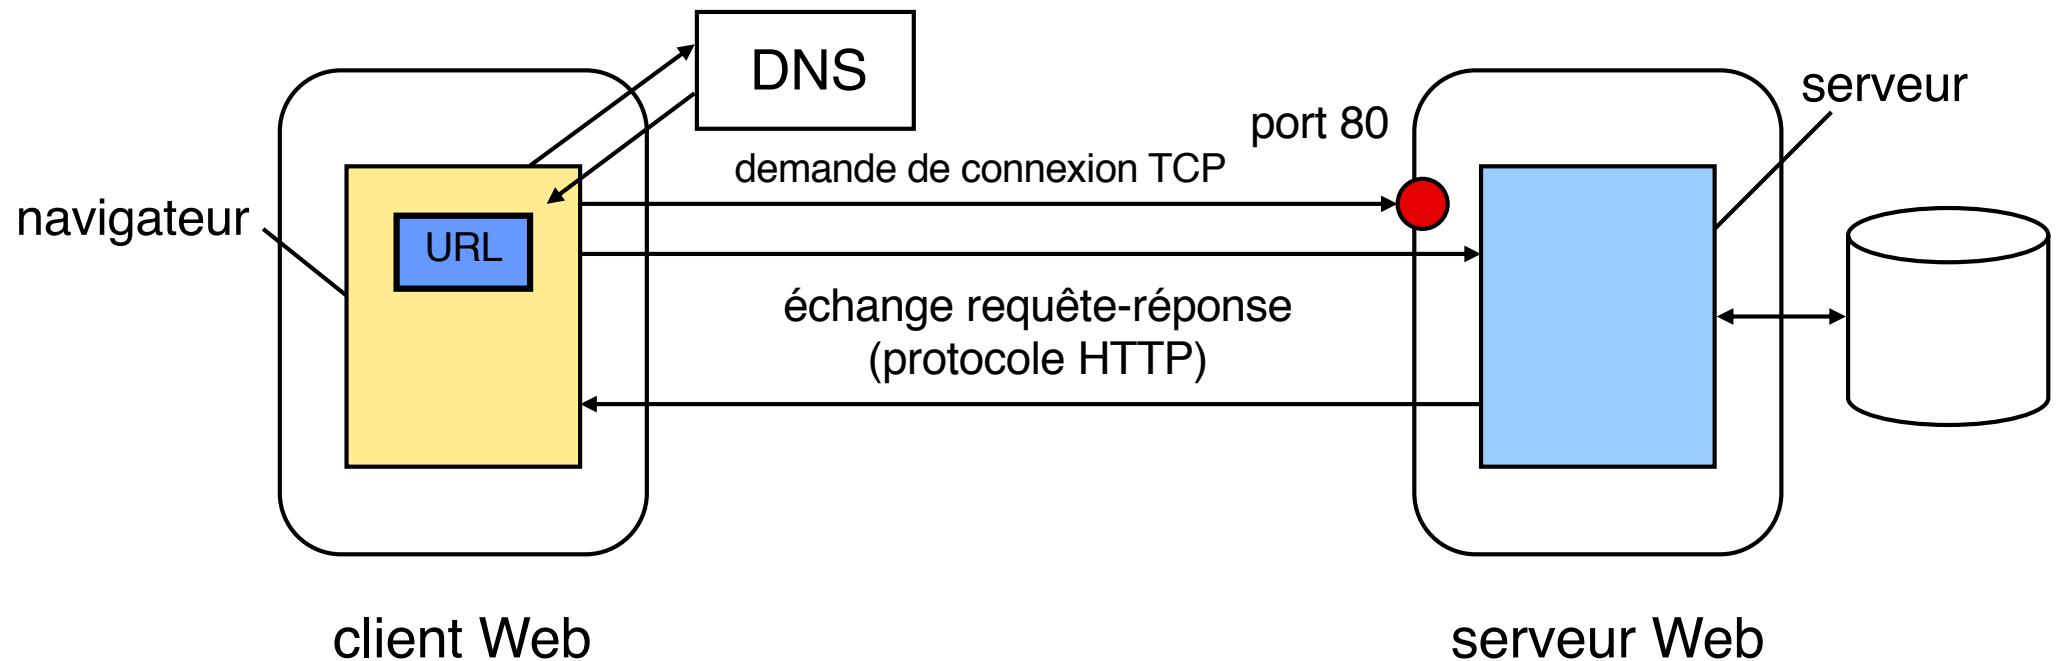 DNS
serveur
port 80
demande de connexion TCP
navigateur
URL
échange requête-réponse
(protocole HTTP)
client Web
serveur Web